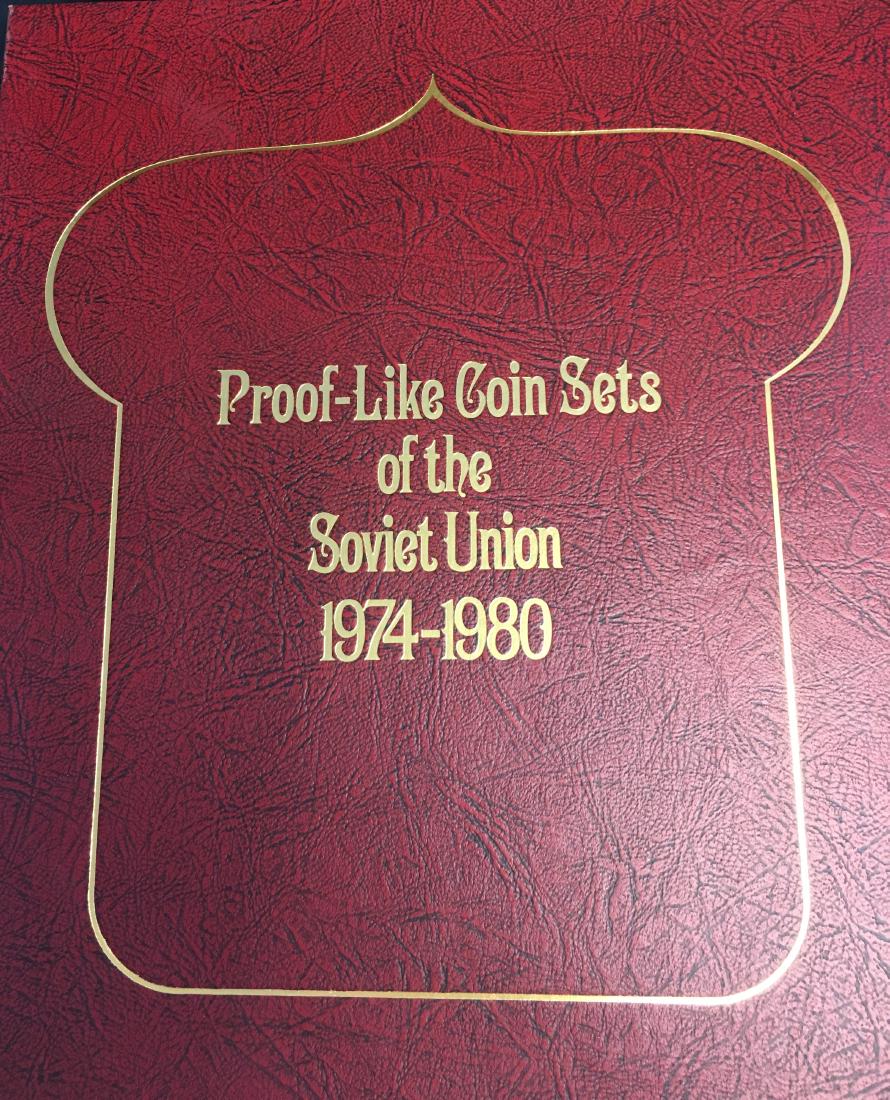 Proof-Like Coin Sets
of the
Soviet Union
1974-1980